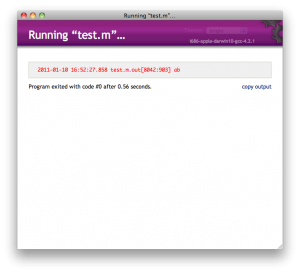 Running “test.m”...
Running “test.m”...
i686-apple-darwin10-gcc-4.2.1
2011-01-10 16:52:27.858 test.m.out[8042:903] ab
Program exited with code #0 after 0.56 seconds.
copy output